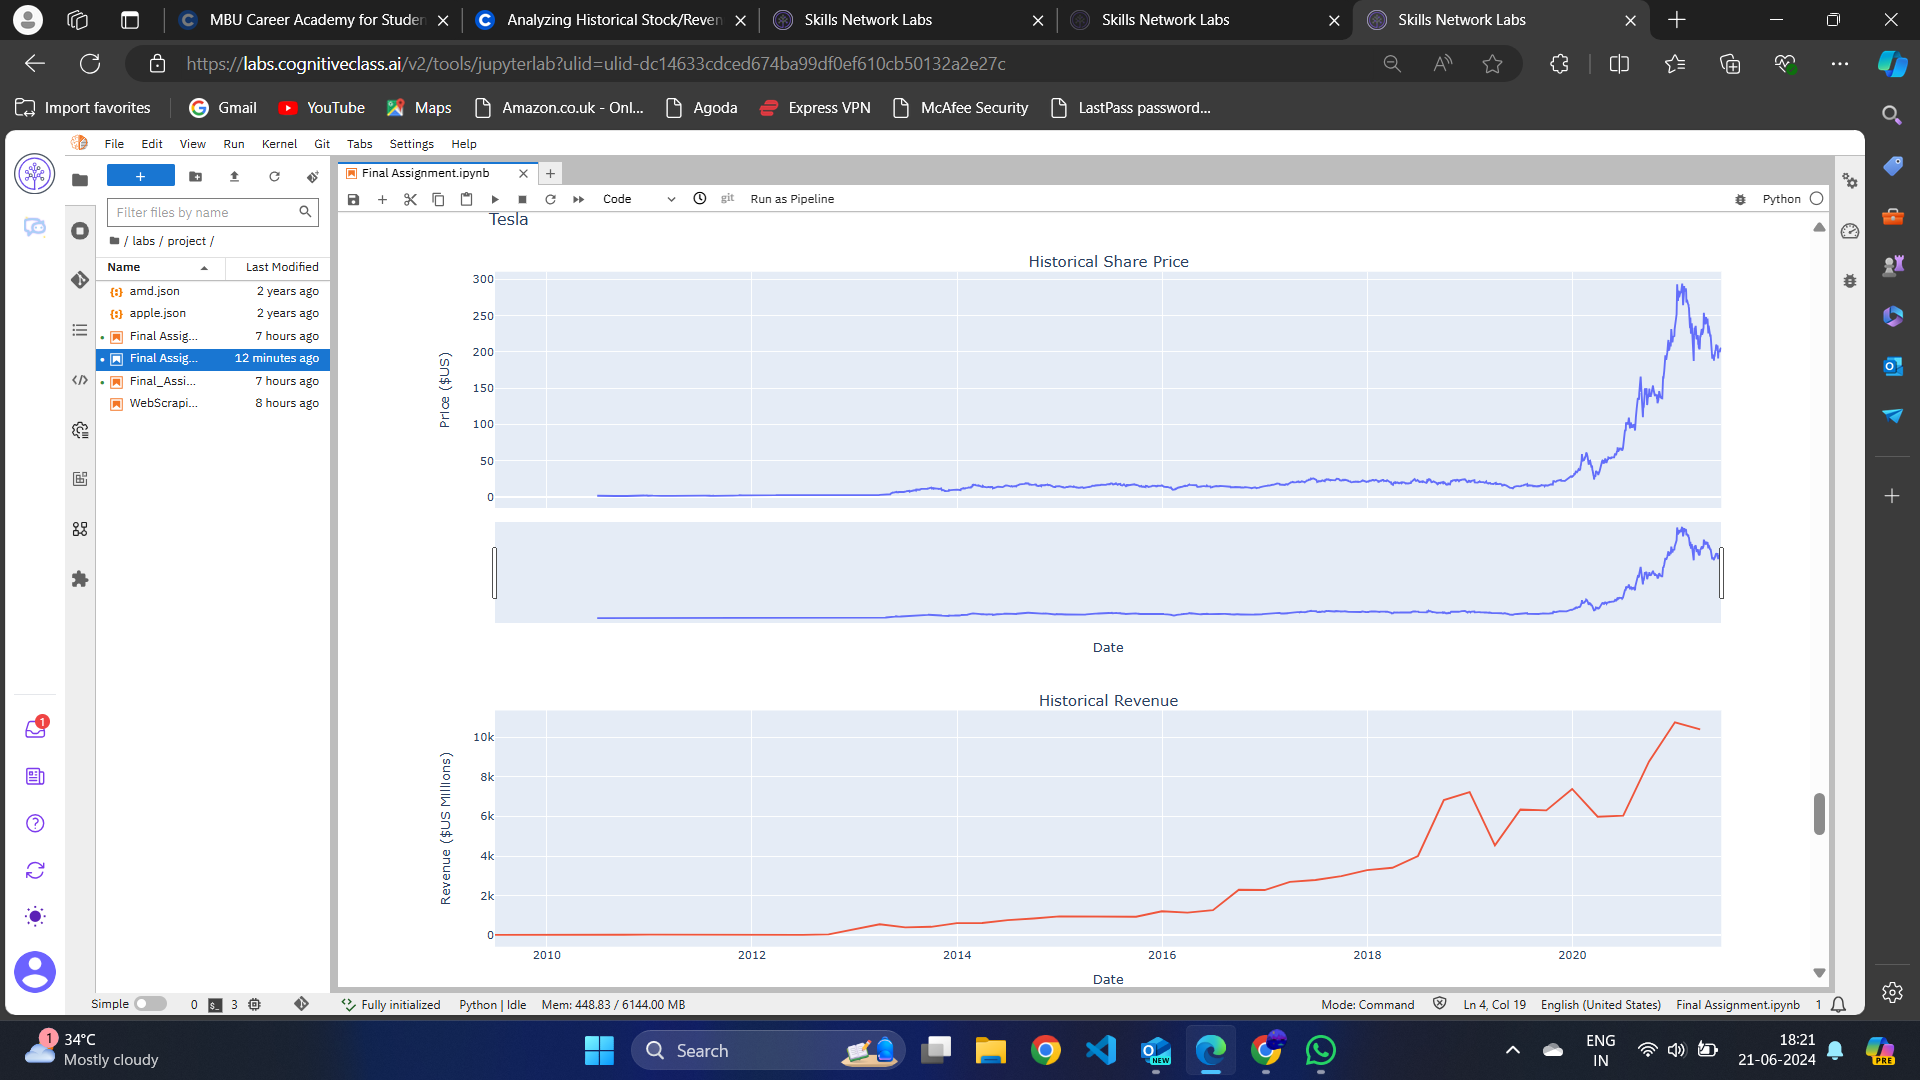 MBU Career Academy for Studen
Analyzing Historical Stock/Reven
Skills Network Labs
Skills Network Labs
Skills Network Labs
https://labs.cognitiveclass.ai/v2/tools/jupyterlab?ulid=ulid-dc14633cdced674ba99df0ef610cb50132a2e27c
Import favorites
Gmail
YouTube
Maps
Amazon.co.uk - Onl...
Agoda
Express VPN
McAfee Security
LastPass password...
File Edit View Run Kernel Git Tabs Settings Help
Final Assignment.ipynb
Filter files by name
Code
git
Run as Pipeline
Python
/ labs / project /
Name Last Modified
amd.json 2 years ago
apple.json 2 years ago
Final Assig... 7 hours ago
Final Assig... 12 minutes ago
Final_Assi... 7 hours ago
WebScrapi... 8 hours ago
Tesla
Historical Share Price
300
250
200
150
100
50
0
Price ($US)
Date
Historical Revenue
10k
8k
6k
4k
2k
0
Revenue ($US Millions)
2010 2012 2014 2016 2018 2020
Date
1
Simple 0 3 Fully initialized Python | Idle Mem: 448.83 / 6144.00 MB
Mode: Command Ln 4, Col 19 English (United States) Final Assignment.ipynb 1
1
34°C
Mostly cloudy
Search
NEW
ENG
IN
18:21
21-06-2024
PRE